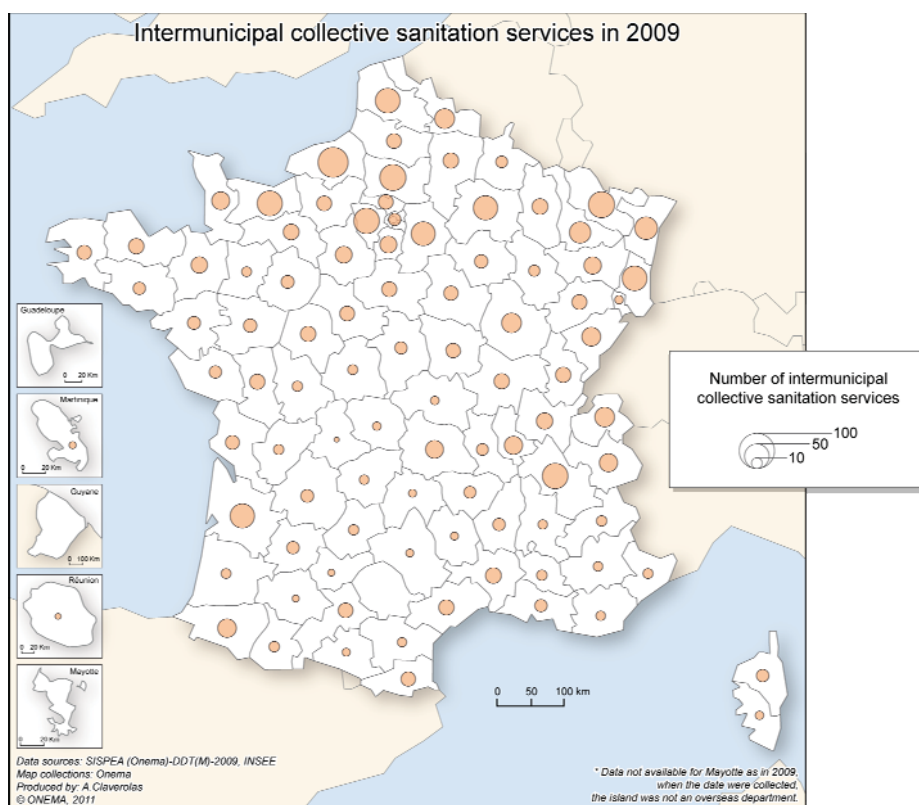 Intermunicipal collective sanitation services in 2009
Guadeloupe
0 20 Km
Martinique
0 20 Km
Guyane
0 100 Km
Réunion
0 20 Km
Mayotte
0 20 Km
Number of intermunicipal
collective sanitation services
100
50
10
0 50 100 km
Data sources: SISPEA (Onema)-DDT(M)-2009, INSEE
Map collections: Onema
Produced by: A.Claverolas
© ONEMA, 2011
* Data not available for Mayotte as in 2009,
when the date were collected,
the island was not an overseas department.